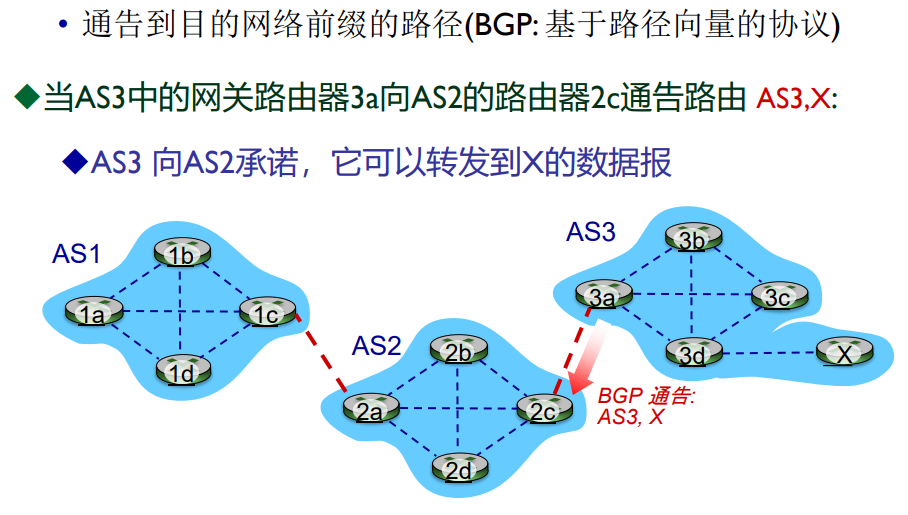 • 通告到目的网络前缀的路径(BGP: 基于路径向量的协议)
◆当AS3中的网关路由器3a向AS2的路由器2c通告路由 AS3,X:
◆AS3 向AS2承诺，它可以转发到X的数据报
AS1
1b
1a
1c
1d
AS2
2b
2a
2c
2d
AS3
3b
3a
3c
3d
X
BGP 通告:
AS3, X